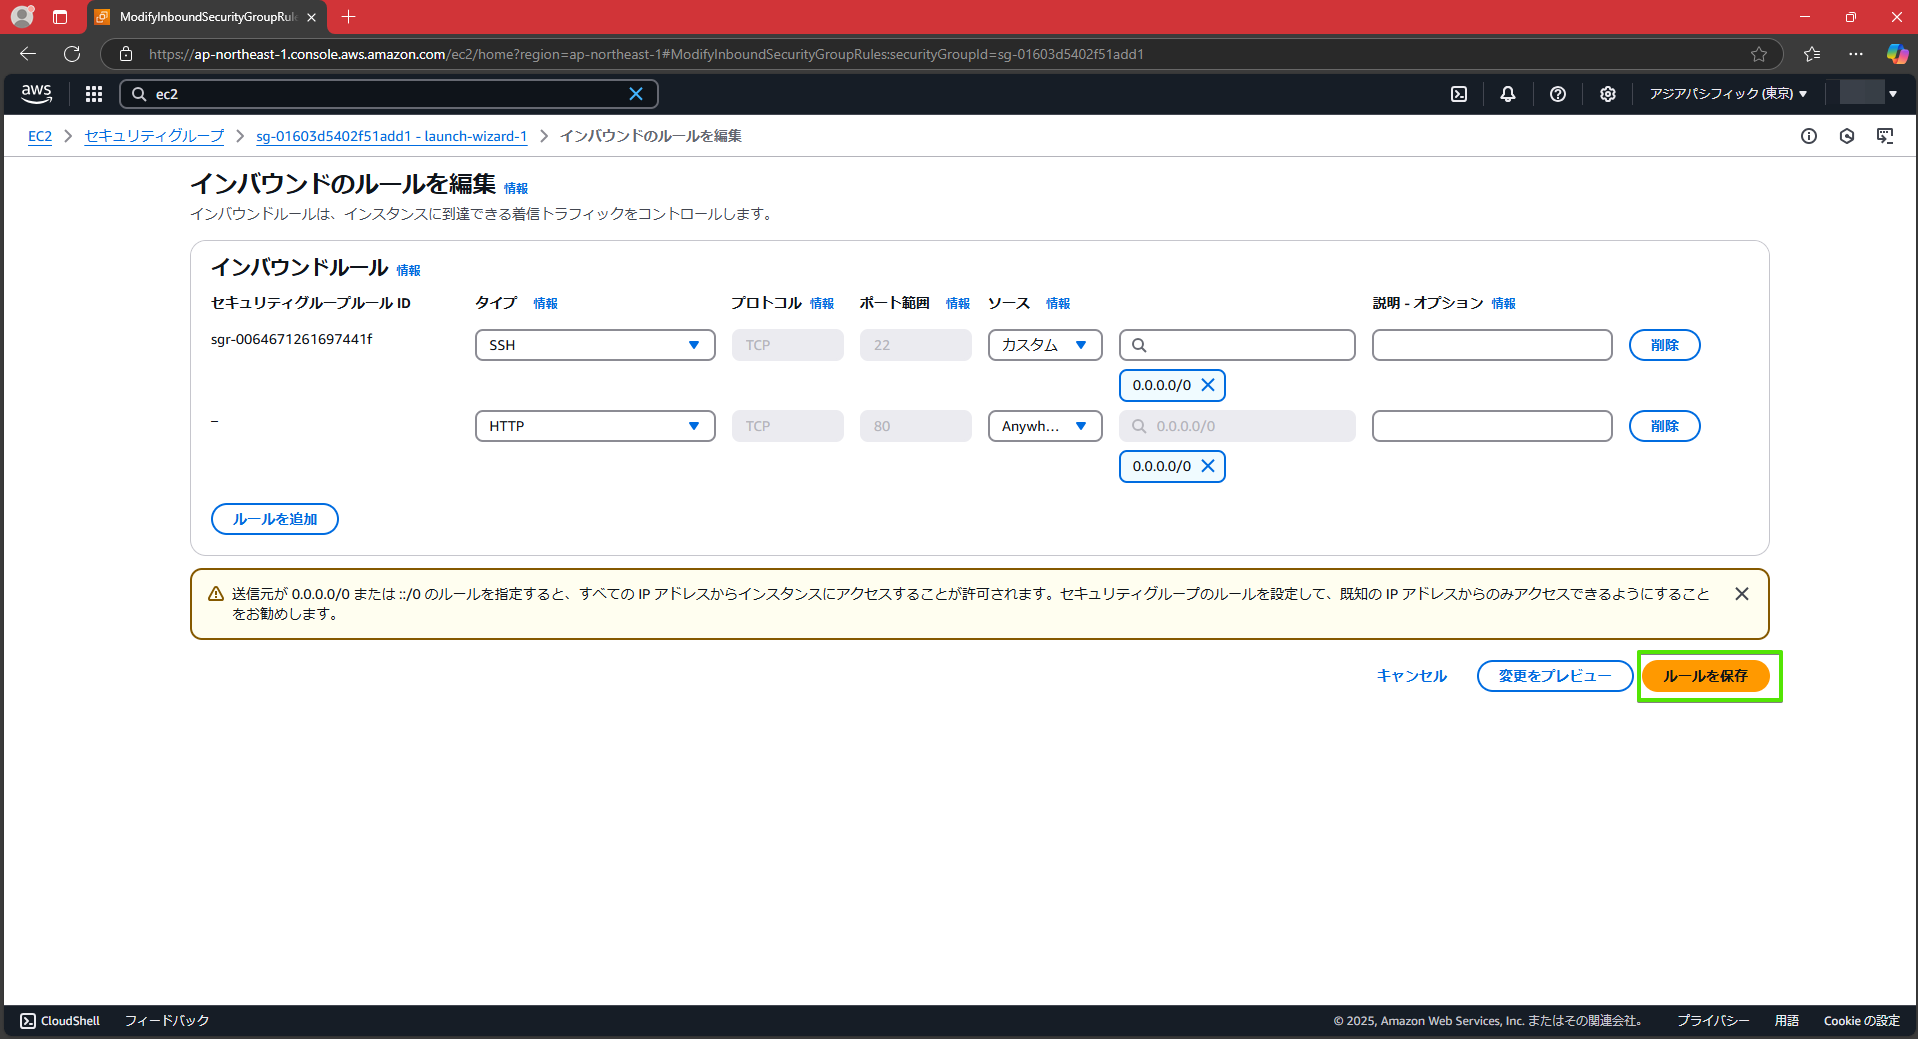 ModifyInboundSecurityGroupRul
https://ap-northeast-1.console.aws.amazon.com/ec2/home?region=ap-northeast-1#ModifyInboundSecurityGroupRules:securityGroupId=sg-01603d5402f51add1
aws
ec2
アジアパシフィック (東京)
EC2
セキュリティグループ
sg-01603d5402f51add1 - launch-wizard-1
インバウンドのルールを編集
インバウンドのルールを編集 情報
インバウンドルールは、インスタンスに到達できる着信トラフィックをコントロールします。
インバウンドルール 情報
セキュリティグループルール ID タイプ 情報 プロトコル 情報 ポート範囲 情報 ソース 情報 説明 - オプション 情報
sgr-0064671261697441f SSH TCP 22 カスタム 削除
0.0.0.0/0
– HTTP TCP 80 Anywh... 0.0.0.0/0 削除
0.0.0.0/0
ルールを追加
送信元が 0.0.0.0/0 または ::/0 のルールを指定すると、すべての IP アドレスからインスタンスにアクセスすることが許可されます。セキュリティグループのルールを設定して、既知の IP アドレスからのみアクセスできるようにすること
をお勧めします。
キャンセル 変更をプレビュー ルールを保存
CloudShell フィードバック © 2025, Amazon Web Services, Inc. またはその関連会社。 プライバシー 用語 Cookie の設定